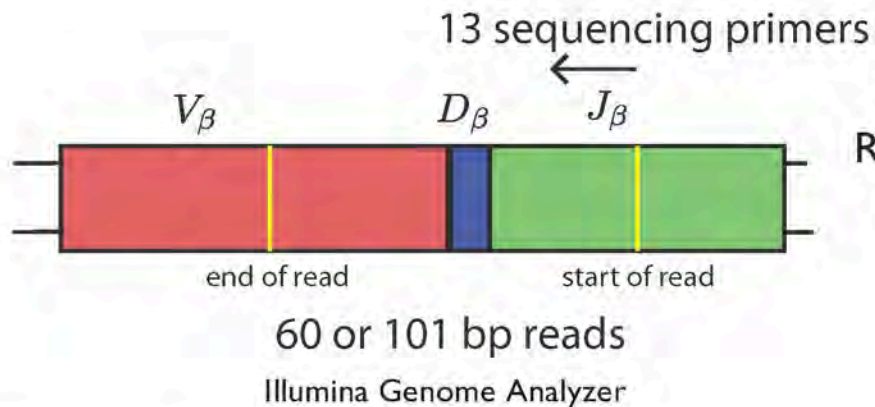 13 sequencing primers
Vβ Dβ Jβ
R
end of read start of read
60 or 101 bp reads
Illumina Genome Analyzer